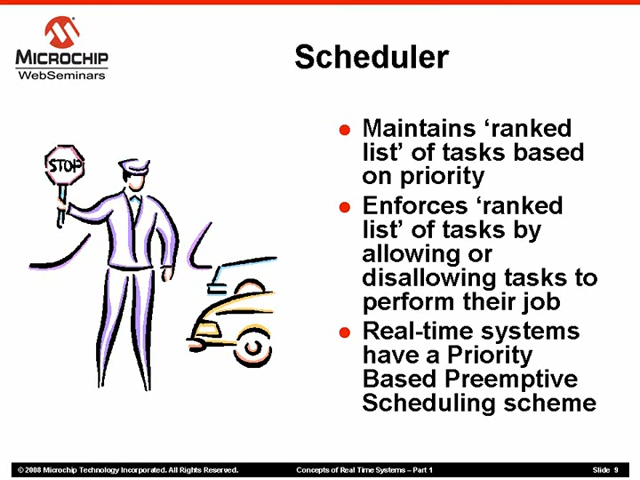 MICROCHIP
WebSeminars
Scheduler
STOP
● Maintains ‘ranked
list’ of tasks based
on priority
● Enforces ‘ranked
list’ of tasks by
allowing or
disallowing tasks to
perform their job
● Real-time systems
have a Priority
Based Preemptive
Scheduling scheme
© 2008 Microchip Technology Incorporated. All Rights Reserved. Concepts of Real Time Systems – Part 1 Slide 9